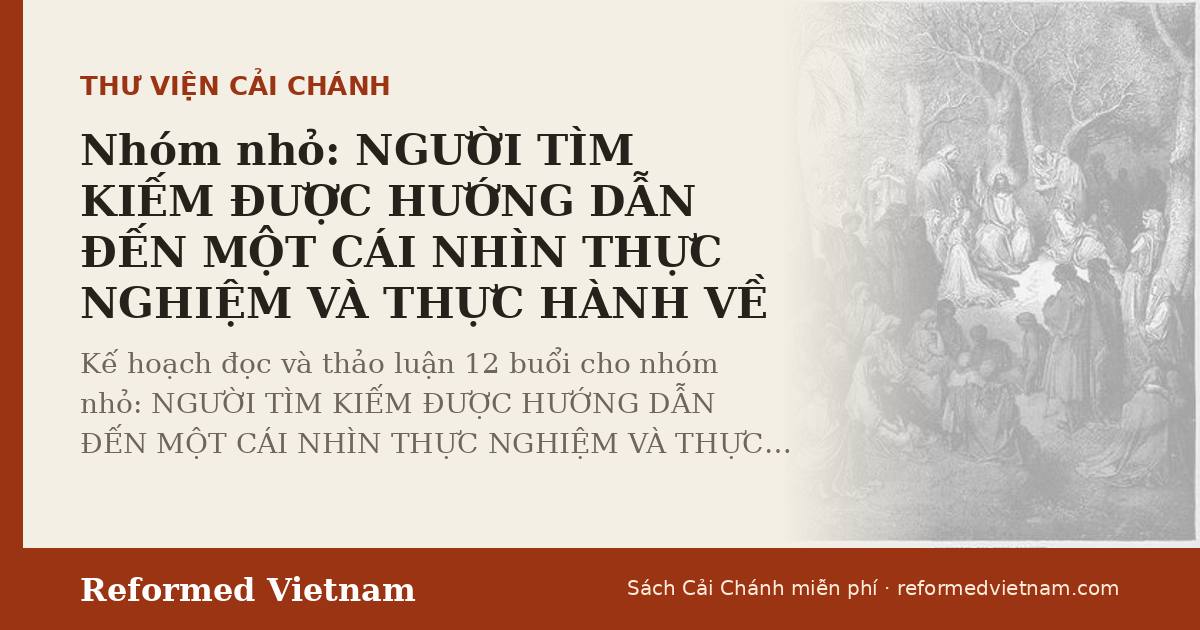 THƯ VIỆN CẢI CHÁNH
Nhóm nhỏ: NGƯỜI TÌM
KIẾM ĐƯỢC HƯỚNG DẪN
ĐẾN MỘT CÁI NHÌN THỰC
NGHIỆM VÀ THỰC HÀNH VỀ
Kế hoạch đọc và thảo luận 12 buổi cho nhóm
nhỏ: NGƯỜI TÌM KIẾM ĐƯỢC HƯỚNG DẪN
ĐẾN MỘT CÁI NHÌN THỰC NGHIỆM VÀ THỰC...
Reformed Vietnam
Sách Cải Chánh miễn phí · reformedvietnam.com